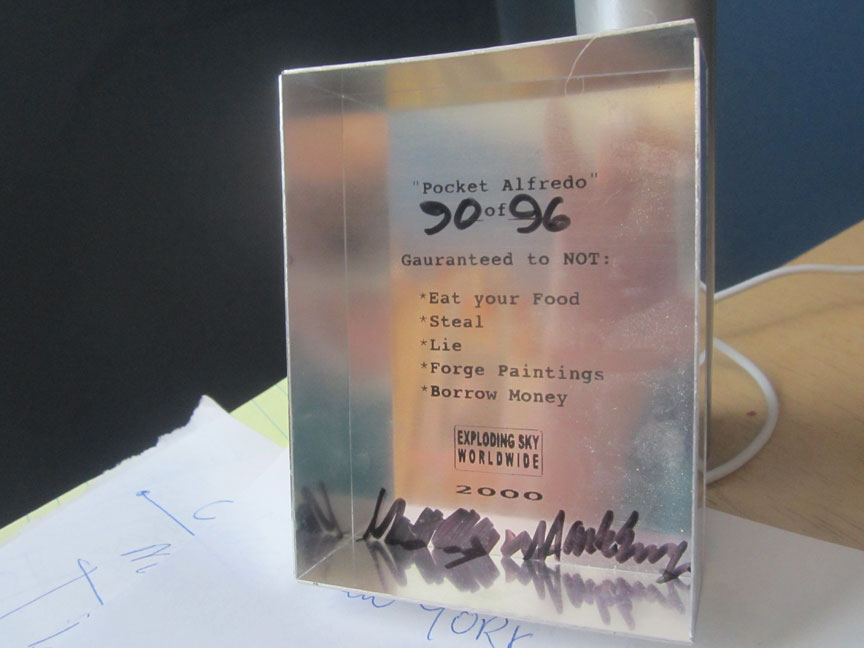 "Pocket Alfredo"
90 of 96
Gauranteed to NOT:
*Eat your Food
*Steal
*Lie
*Forge Paintings
*Borrow Money
EXPLODING SKY
WORLDWIDE
2000
YORK